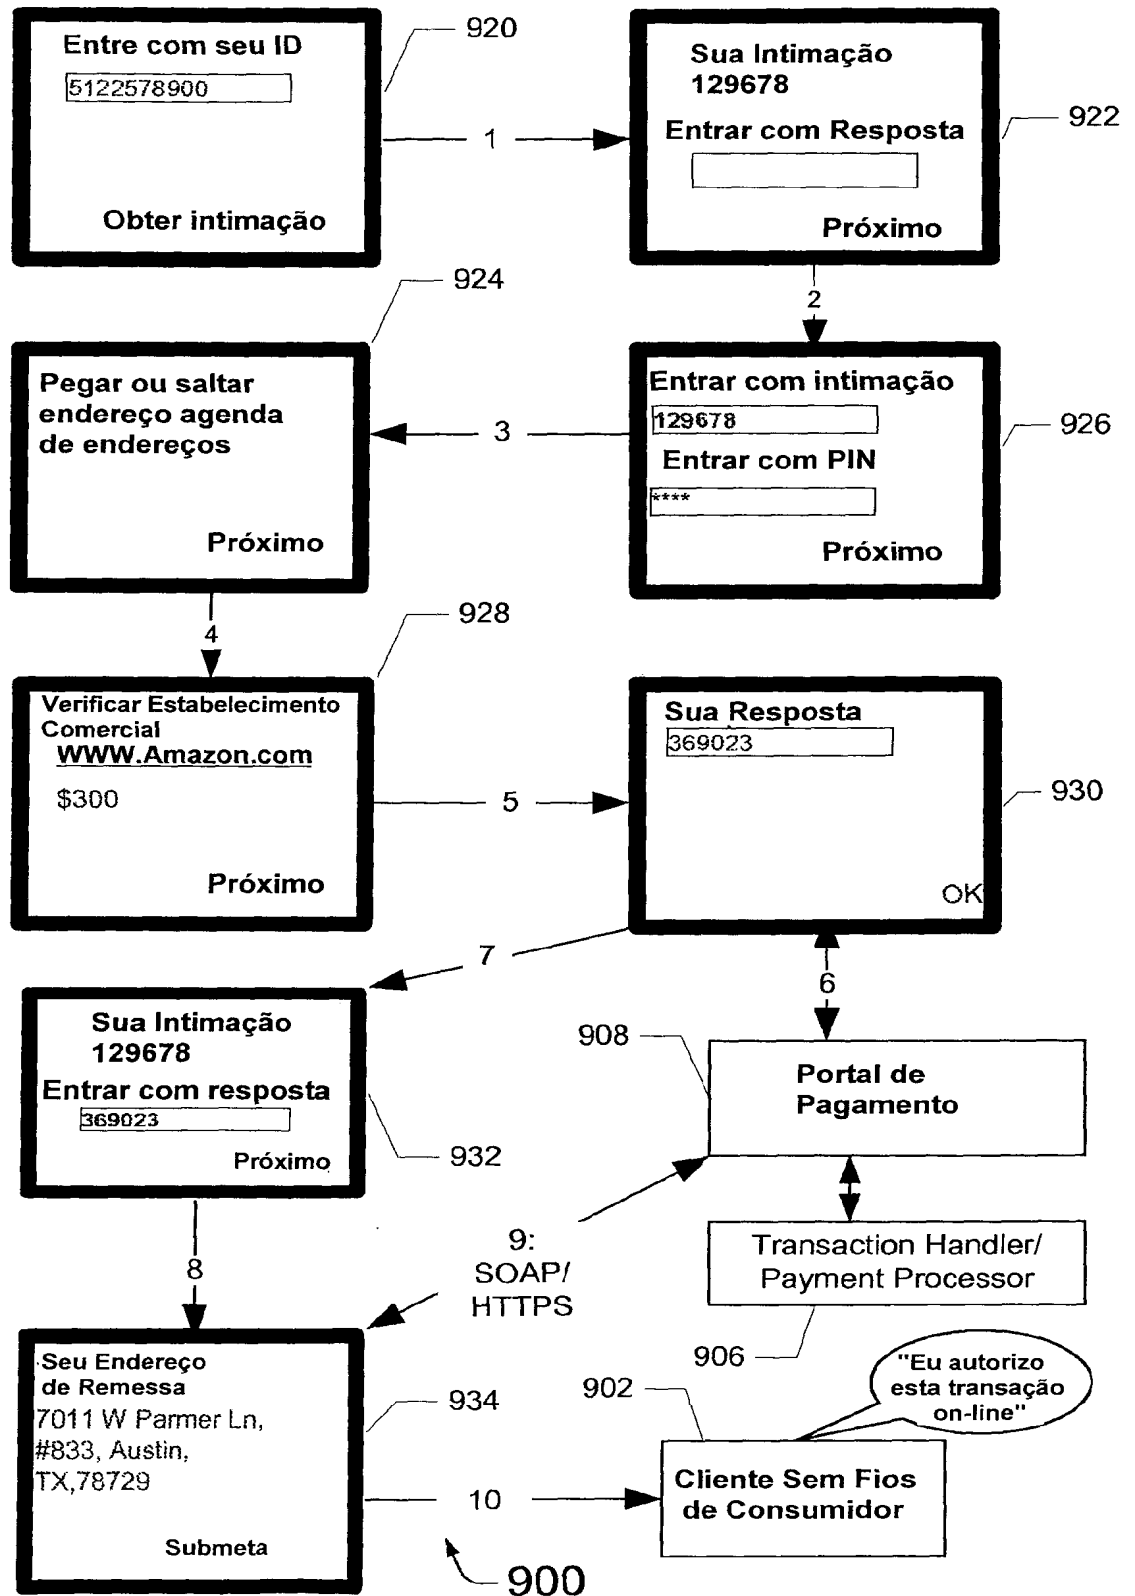 Entre com seu ID
5122578900
Obter intimação
920
1
Sua Intimação
129678
Entrar com Resposta
Próximo
922
2
924
Pegar ou saltar
endereço agenda
de endereços
Próximo
3
Entrar com intimação
129678
Entrar com PIN
****
Próximo
926
4
928
Verificar Estabelecimento
Comercial
WWW.Amazon.com
$300
Próximo
5
Sua Resposta
369023
OK
930
7
6
Sua Intimação
129678
Entrar com resposta
369023
Próximo
932
908
Portal de
Pagamento
8
9:
SOAP/
HTTPS
Transaction Handler/
Payment Processor
906
Seu Endereço
de Remessa
7011 W Parmer Ln,
#833, Austin,
TX,78729
Submeta
934
902
"Eu autorizo
esta transação
on-line"
10
Cliente Sem Fios
de Consumidor
900